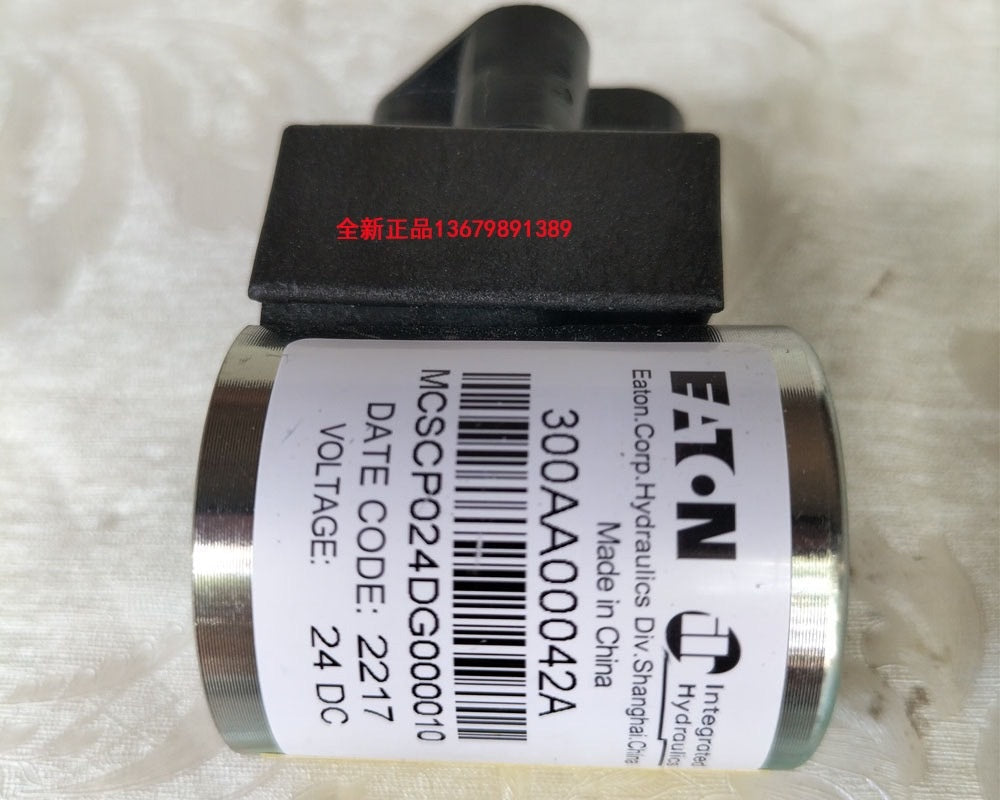 全新正品13679891389
EATON
Integrated
Hydraulics
Eaton.Corp.Hydraulics Div.Shanghai.China
Made in China
300AA00042A
MCSCP024DG000010
DATE CODE: 2217
VOLTAGE: 24 DC